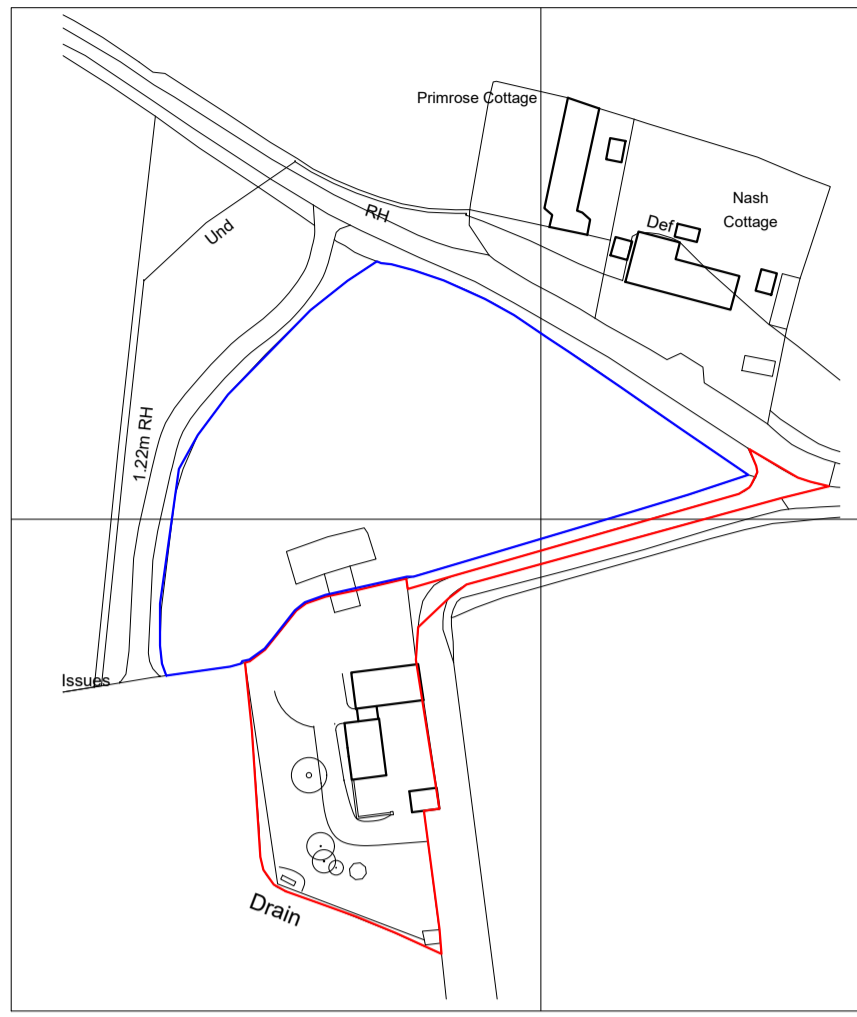 Primrose Cottage
Nash
Cottage
RH
Def
Und
1.22m RH
Issues
Drain